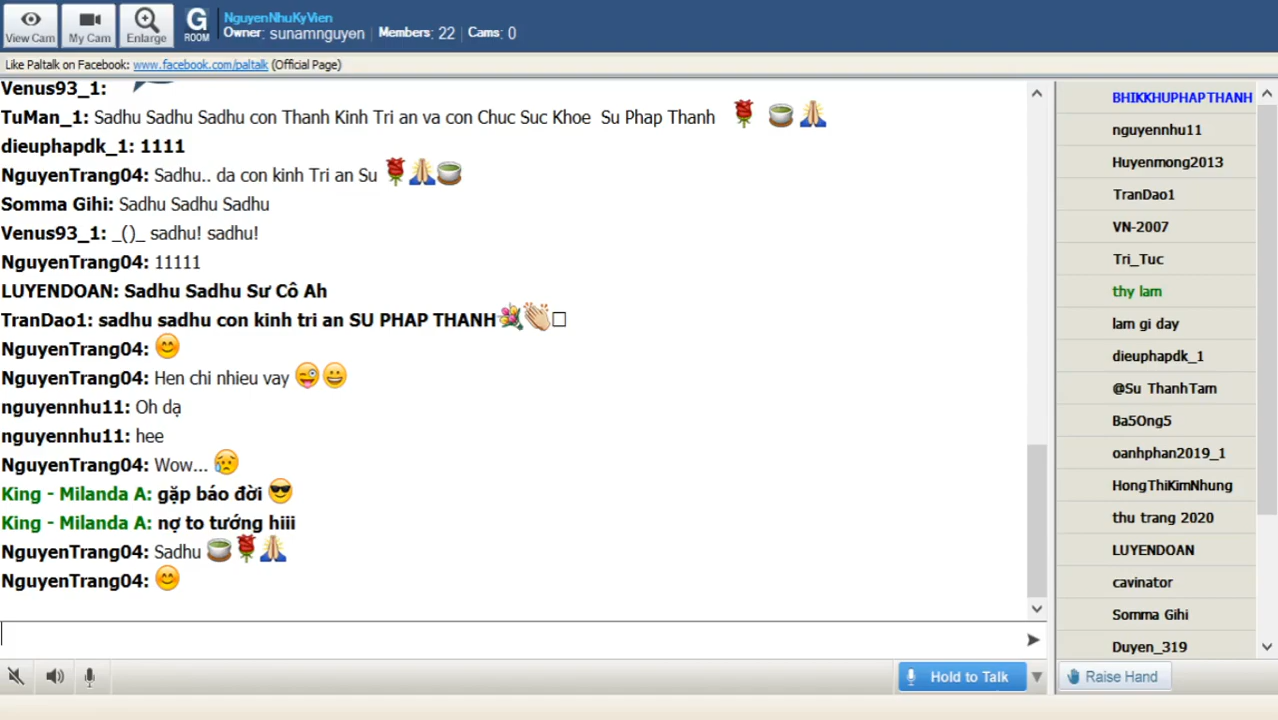 NguyenNhuKyVien
View Cam
My Cam
Enlarge
G ROOM
Owner: sunamnguyen | Members: 22 | Cams: 0
Like Paltalk on Facebook: www.facebook.com/paltalk (Official Page)
Venus93_1:
TuMan_1: Sadhu Sadhu Sadhu con Thanh Kinh Tri an va con Chuc Suc Khoe Su Phap Thanh 🌹 🍵 🙏
dieuphapdk_1: 1111
NguyenTrang04: Sadhu.. da con kinh Tri an Su 🌹🙏🍵
Somma Gihi: Sadhu Sadhu Sadhu
Venus93_1: _()_ sadhu! sadhu!
NguyenTrang04: 11111
LUYENDOAN: Sadhu Sadhu Sư Cô Ah
TranDao1: sadhu sadhu con kinh tri an SU PHAP THANH💐👏🏻□
NguyenTrang04: 😊
NguyenTrang04: Hen chi nhieu vay 😜😀
nguyennhu11: Oh dạ
nguyennhu11: hee
NguyenTrang04: Wow... 😥
King - Milanda A: gặp báo đời 😎
King - Milanda A: nợ to tướng hiii
NguyenTrang04: Sadhu 🍵🌹🙏
NguyenTrang04: 😊
Hold to Talk
BHIKKHUPHAPTHANH
nguyennhu11
Huyenmong2013
TranDao1
VN-2007
Tri_Tuc
thy lam
lam gi day
dieuphapdk_1
@Su ThanhTam
Ba5Ong5
oanhphan2019_1
HongThiKimNhung
thu trang 2020
LUYENDOAN
cavinator
Somma Gihi
Duyen_319
Raise Hand